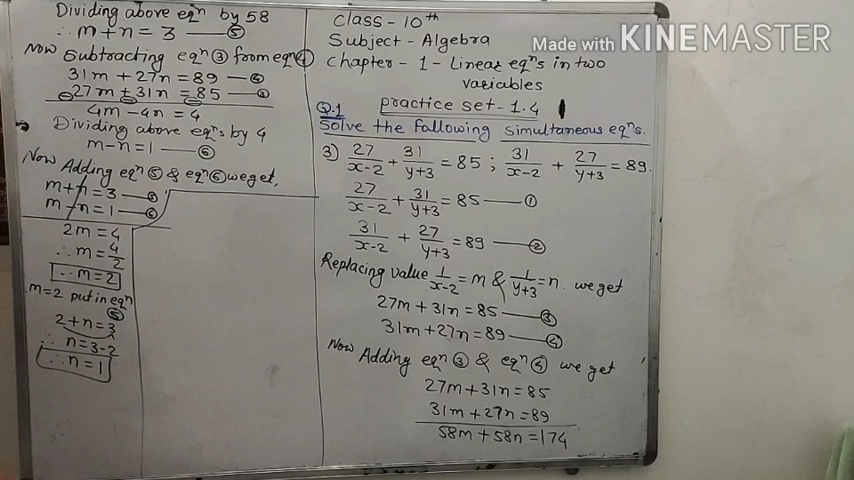 Class - 10th
Subject - Algebra
Chapter - 1 - Linear eqns in two
variables
practice set - 1.4
Q.1
Solve the following simultaneous eqns.
3) 27/x-2 + 31/y+3 = 85 ; 31/x-2 + 27/y+3 = 89.
27/x-2 + 31/y+3 = 85 — ①
31/x-2 + 27/y+3 = 89 — ②
Replacing value 1/x-2 = m & 1/y+3 = n. we get
27m + 31n = 85 — ③
31m + 27n = 89 — ④
Now Adding eqn ③ & eqn ④ we get
27m + 31n = 85
31m + 27n = 89
58m + 58n = 174
Dividing above eqn by 58
∴ m + n = 3 — ⑤
Now Subtracting eqn ③ from eqn ④
31m + 27n = 89 — ④
27m ± 31n = 85 — ③
4m - 4n = 4
Dividing above eqns by 4
m - n = 1 — ⑥
Now Adding eqn ⑤ & eqn ⑥ we get,
m + n = 3 — ⑤
m - n = 1 — ⑥
2m = 4
∴ m = 4/2
∴ m = 2
m = 2 put in eqn
⑤
2 + n = 3
∴ n = 3 - 2
∴ n = 1
Made with KINEMASTER